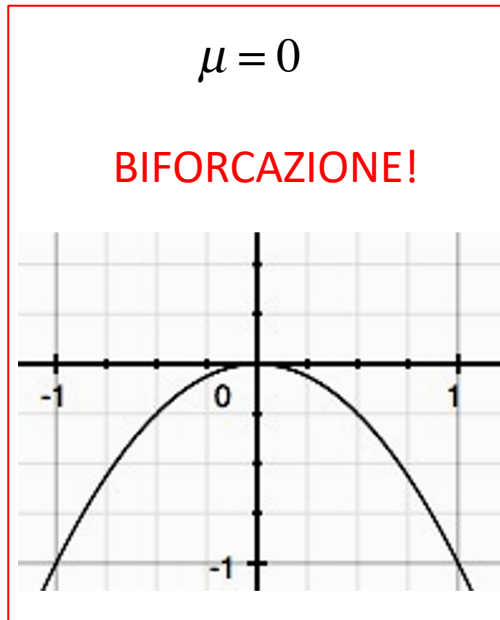 μ = 0
BIFORCAZIONE!
-1 0 1
-1